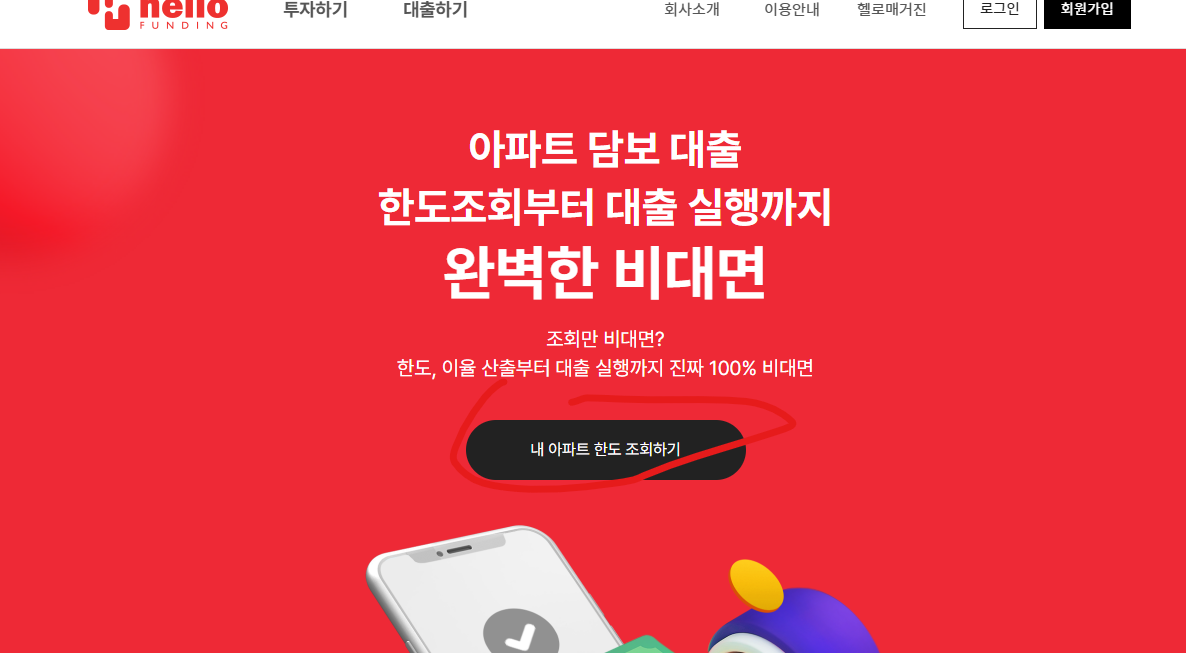 hello
FUNDING
투자하기 대출하기 회사소개 이용안내 헬로매거진 로그인 회원가입
아파트 담보 대출
한도조회부터 대출 실행까지
완벽한 비대면
조회만 비대면?
한도, 이율 산출부터 대출 실행까지 진짜 100% 비대면
내 아파트 한도 조회하기